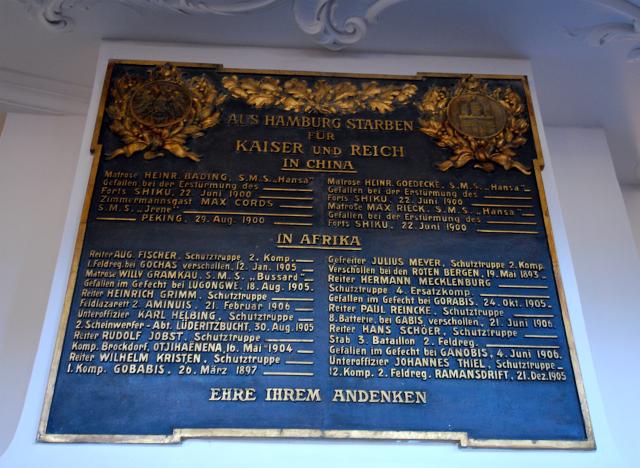 AUS HAMBURG STARBEN
FÜR
KAISER UND REICH
IN CHINA
Matrose HEINR. BADING, S.M.S. „Hansa"
Gefallen bei der Erstürmung des
Forts SHIKU, 22. Juni 1900.
Zimmermannsgast MAX CORDS
S.M.S. „Irene"
PEKING, 29. Aug. 1900.
Matrose HEINR. GOEDECKE, S.M.S. „Hansa"
Gefallen bei der Erstürmung des
Forts SHIKU, 22. Juni 1900
Matrose MAX RIECK, S.M.S. „Hansa"
Gefallen bei der Erstürmung des
Forts SHIKU, 22. Juni 1900
IN AFRIKA
Reiter AUG. FISCHER, Schutztruppe 2. Komp.
1. Feldreg. bei GOCHAS verschollen, 12. Jan. 1905
Matrose WILLY GRAMKAU, S.M.S. „Bussard"
Gefallen im Gefecht bei LUGONGWE, 18. Aug. 1905.
Reiter HEINRICH GRIMM, Schutztruppe
Feldlazarett 2 AMINUIS, 21. Februar 1906
Unteroffizier KARL HELBING, Schutztruppe
2. Scheinwerfer-Abt. LÜDERITZBUCHT, 30. Aug. 1905
Reiter RUDOLF JOBST, Schutztruppe
Komp. Brockdorf, OTJIHAENENA, 16. Mai 1904
Reiter WILHELM KRISTEN, Schutztruppe
1. Komp. GOBABIS, 26. März 1897
Gefreiter JULIUS MEYER, Schutztruppe 2. Komp.
Verschollen bei den ROTEN BERGEN, 19. Mai 1895
Reiter HERMANN MECKLENBURG
Schutztruppe, 4. Ersatzkomp.
Gefallen im Gefecht bei GORABIS, 24. Okt. 1905.
Reiter PAUL REINCKE, Schutztruppe
8. Batterie, bei GABIS verschollen, 21. Juni 1906
Reiter HANS SCHÖER, Schutztruppe
Stab 3. Bataillon 2. Feldreg.
Gefallen im Gefecht bei GANOBIS, 4. Juni 1906.
Unteroffizier JOHANNES THIEL, Schutztruppe
12. Komp. 2. Feldreg. RAMANSDRIFT, 21. Dez. 1905
EHRE IHREM ANDENKEN